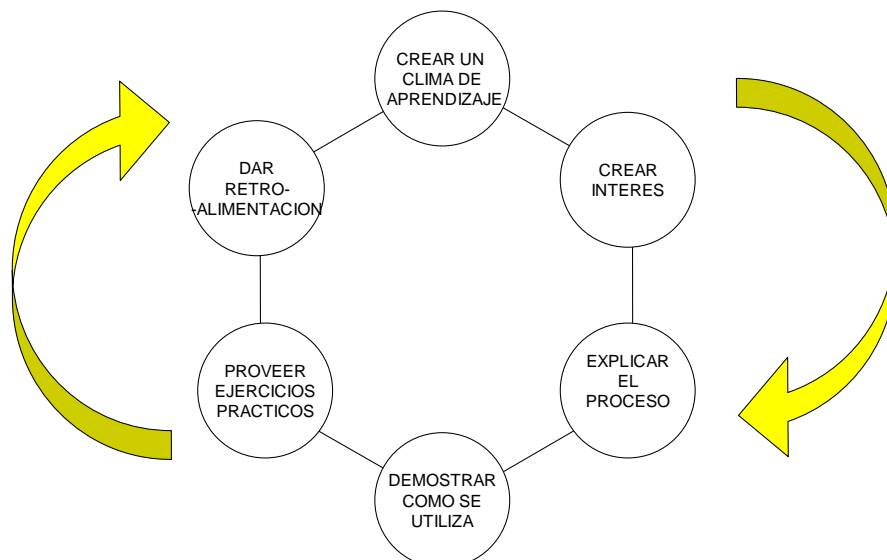 CREAR UN
CLIMA DE
APRENDIZAJE
CREAR
INTERES
EXPLICAR
EL
PROCESO
DEMOSTRAR
COMO SE
UTILIZA
PROVEER
EJERCICIOS
PRACTICOS
DAR
RETRO-
-ALIMENTACION